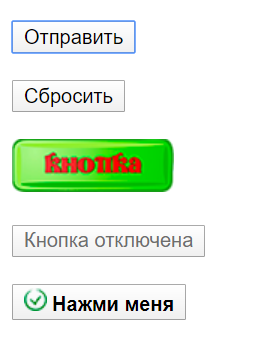 Отправить
Сбросить
кнопка
Кнопка отключена
Нажми меня